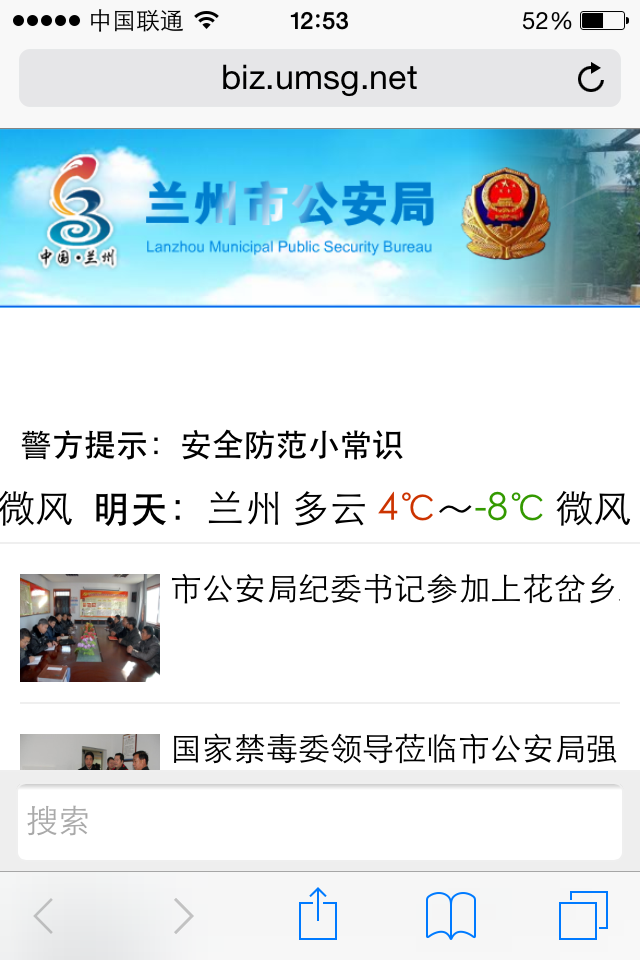 中国联通 12:53 52%
biz.umsg.net
兰州市公安局
Lanzhou Municipal Public Security Bureau
中国·兰州
警方提示：安全防范小常识
微风 明天：兰州 多云 4℃～-8℃ 微风
市公安局纪委书记参加上花岔乡
国家禁毒委领导莅临市公安局强
搜索